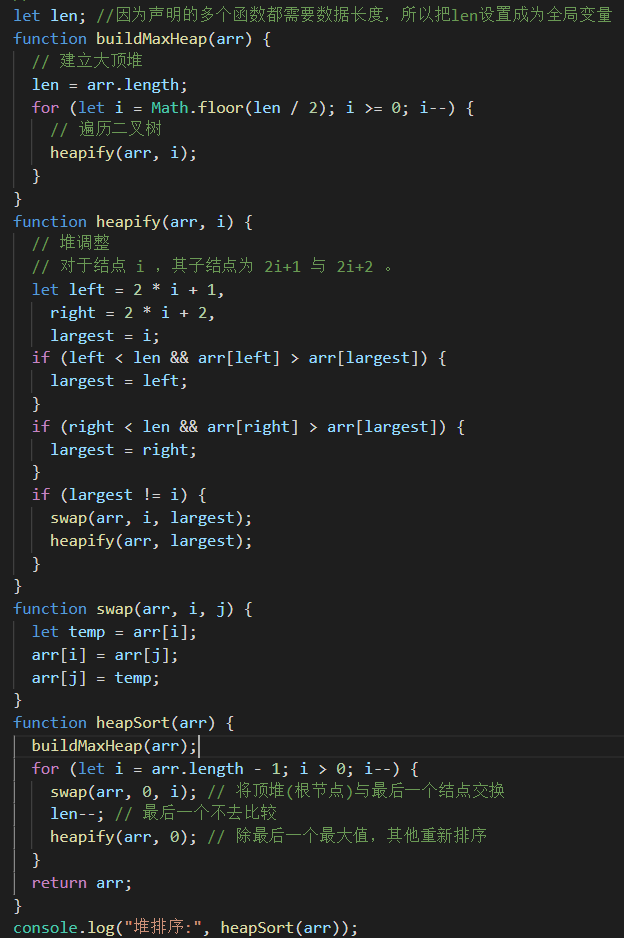 let len; //因为声明的多个函数都需要数据长度，所以把len设置成为全局变量
function buildMaxHeap(arr) {
  // 建立大顶堆
  len = arr.length;
  for (let i = Math.floor(len / 2); i >= 0; i--) {
    // 遍历二叉树
    heapify(arr, i);
  }
}
function heapify(arr, i) {
  // 堆调整
  // 对于结点 i ，其子结点为 2i+1 与 2i+2 。
  let left = 2 * i + 1,
    right = 2 * i + 2,
    largest = i;
  if (left < len && arr[left] > arr[largest]) {
    largest = left;
  }
  if (right < len && arr[right] > arr[largest]) {
    largest = right;
  }
  if (largest != i) {
    swap(arr, i, largest);
    heapify(arr, largest);
  }
}
function swap(arr, i, j) {
  let temp = arr[i];
  arr[i] = arr[j];
  arr[j] = temp;
}
function heapSort(arr) {
  buildMaxHeap(arr);
  for (let i = arr.length - 1; i > 0; i--) {
    swap(arr, 0, i); // 将顶堆(根节点)与最后一个结点交换
    len--; // 最后一个不去比较
    heapify(arr, 0); // 除最后一个最大值，其他重新排序
  }
  return arr;
}
console.log("堆排序:", heapSort(arr));